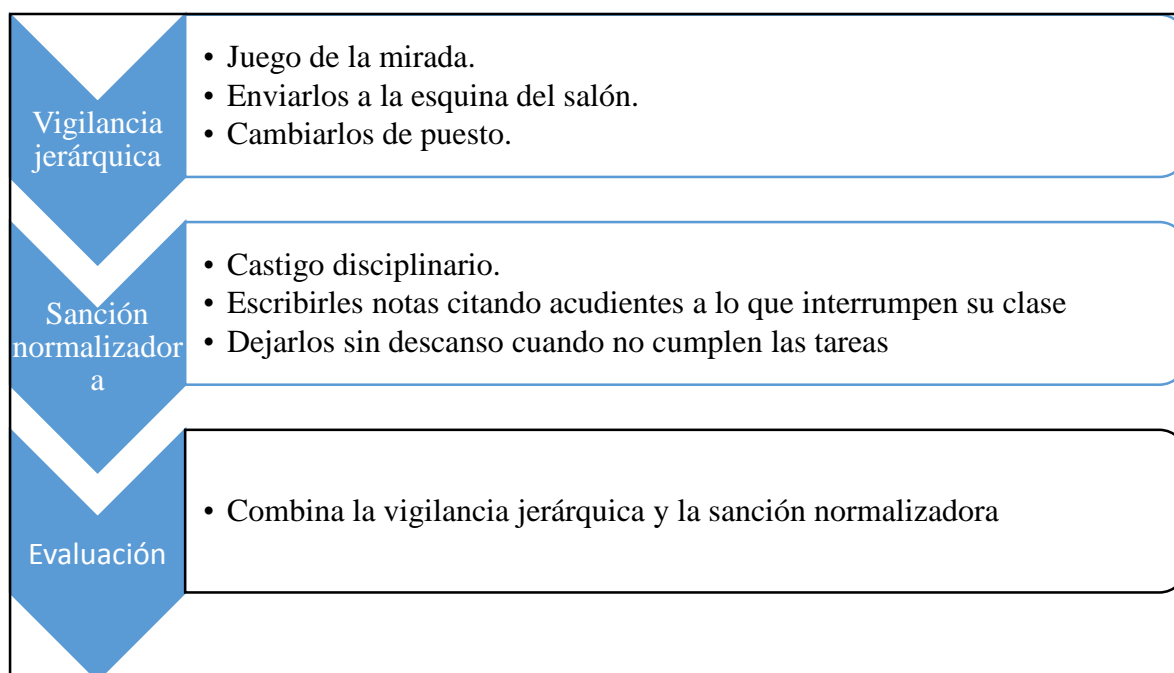 Vigilancia
jerárquica
• Juego de la mirada.
• Enviarlos a la esquina del salón.
• Cambiarlos de puesto.
Sanción
normalizador
a
• Castigo disciplinario.
• Escribirles notas citando acudientes a lo que interrumpen su clase
• Dejarlos sin descanso cuando no cumplen las tareas
Evaluación
• Combina la vigilancia jerárquica y la sanción normalizadora